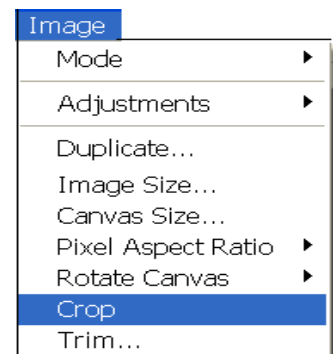 Image
Mode
Adjustments
Duplicate...
Image Size...
Canvas Size...
Pixel Aspect Ratio
Rotate Canvas
Crop
Trim...